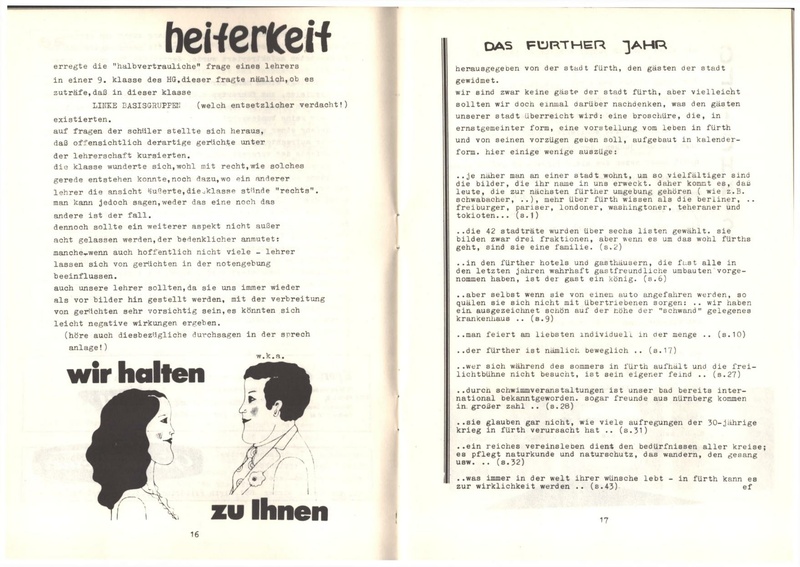 heiterkeit
erregte die "halbvertrauliche" frage eines lehrers
in einer 9. klasse des HG,dieser fragte nämlich,ob es
zuträfe,daß in dieser klasse
LINKE BASISGRUPPEN (welch entsetzlicher verdacht!)
existierten.
auf fragen der schüler stellte sich heraus,
daß offensichtlich derartige gerüchte unter
der lehrerschaft kursierten.
die klasse wunderte sich,wohl mit recht,wie solches
gerede entstehen konnte,noch dazu,wo ein anderer
lehrer die ansicht äußerte,die klasse stünde "rechts".
man kann jedoch sagen,weder das eine noch das
andere ist der fall.
dennoch sollte ein weiterer aspekt nicht außer
acht gelassen werden,der bedenklicher anmutet:
manche-wenn auch hoffentlich nicht viele - lehrer
lassen sich von gerüchten in der notengebung
beeinflussen.
auch unsere lehrer sollten,da sie uns immer wieder
als vor bilder hin gestellt werden, mit der verbreitung
von gerüchten sehr vorsichtig sein,es könnten sich
leicht negative wirkungen ergeben.
(höre auch diesbezügliche durchsagen in der sprech
anlage!)
w.k.a.
wir halten
zu Ihnen
16
DAS FÜRTHER JAHR
herausgegeben von der stadt fürth, den gästen der stadt
gewidmet.
wir sind zwar keine gäste der stadt fürth, aber vielleicht
sollten wir doch einmal darüber nachdenken, was den gästen
unserer stadt überreicht wird: eine broschüre, die, in
ernstgemeinter form, eine vorstellung vom leben in fürth
und von seinen vorzügen geben soll, aufgebaut in kalender-
form. hier einige wenige auszüge:
..je näher man an einer stadt wohnt, um so vielfältiger sind
die bilder, die ihr name in uns erweckt. daher kommt es, daß
leute, die zur nächsten fürther umgebung gehören ( wie z.B.
schwabacher, ..), mehr über fürth wissen als die berliner, ..
freiburger, pariser, londoner, washingtoner, teheraner und
tokioten... (s.1)
..die 42 stadträte wurden über sechs listen gewählt. sie
bilden zwar drei fraktionen, aber wenn es um das wohl fürths
geht, sind sie eine familie. (s.2)
..in den fürther hotels und gasthäusern, die fast alle in
den letzten jahren wahrhaft gastfreundliche umbauten vorge-
nommen haben, ist der gast ein könig. (s.6)
..aber selbst wenn sie von einem auto angefahren werden, so
quälen sie sich nicht mit übertriebenen sorgen: .. wir haben
ein ausgezeichnet schön auf der höhe der "schwand" gelegenes
krankenhaus .. (s.9)
..man feiert am liebsten individuell in der menge .. (s.10)
..der fürther ist nämlich beweglich .. (s.17)
..wer sich während des sommers in fürth aufhält und die frei-
lichtbühne nicht besucht, ist sein eigener feind .. (s.27)
..durch schwimmveranstaltungen ist unser bad bereits inter-
national bekanntgeworden. sogar freunde aus nürnberg kommen
in großer zahl .. (s.28)
..sie glauben gar nicht, wie viele aufregungen der 30-jährige
krieg in fürth verursacht hat .. (s.31)
..ein reiches vereinsleben dient den bedürfnissen aller kreise;
es pflegt naturkunde und naturschutz, das wandern, den gesang
usw. .. (s.32)
..was immer in der welt ihrer wünsche lebt - in fürth kann es
zur wirklichkeit werden .. (s.43) ef
17